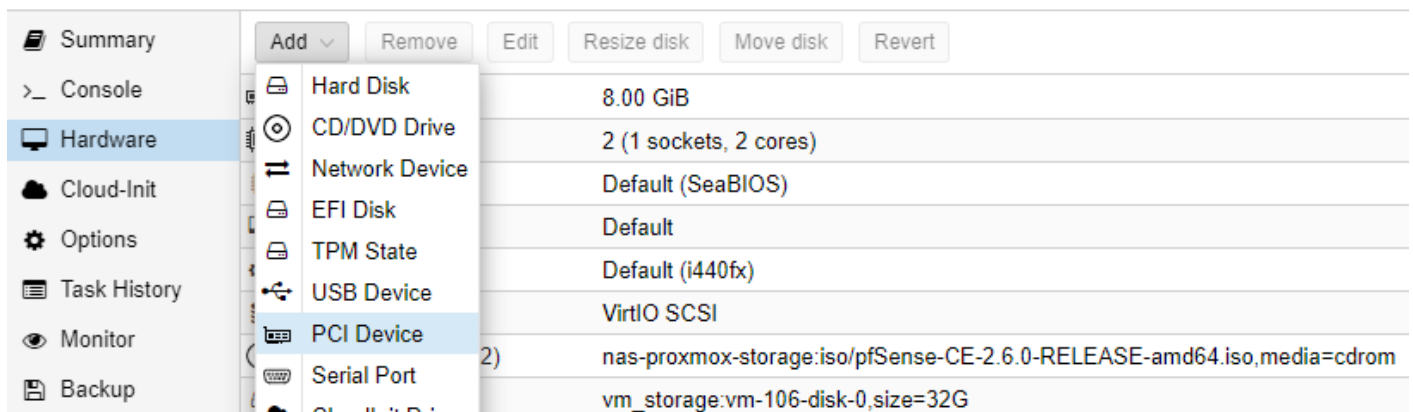 Summary
Console
Hardware
Cloud-Init
Options
Task History
Monitor
Backup
Add Remove Edit Resize disk Move disk Revert
Hard Disk
CD/DVD Drive
Network Device
EFI Disk
TPM State
USB Device
PCI Device
Serial Port
8.00 GiB
2 (1 sockets, 2 cores)
Default (SeaBIOS)
Default
Default (i440fx)
VirtIO SCSI
2) nas-proxmox-storage:iso/pfSense-CE-2.6.0-RELEASE-amd64.iso,media=cdrom
vm_storage:vm-106-disk-0,size=32G